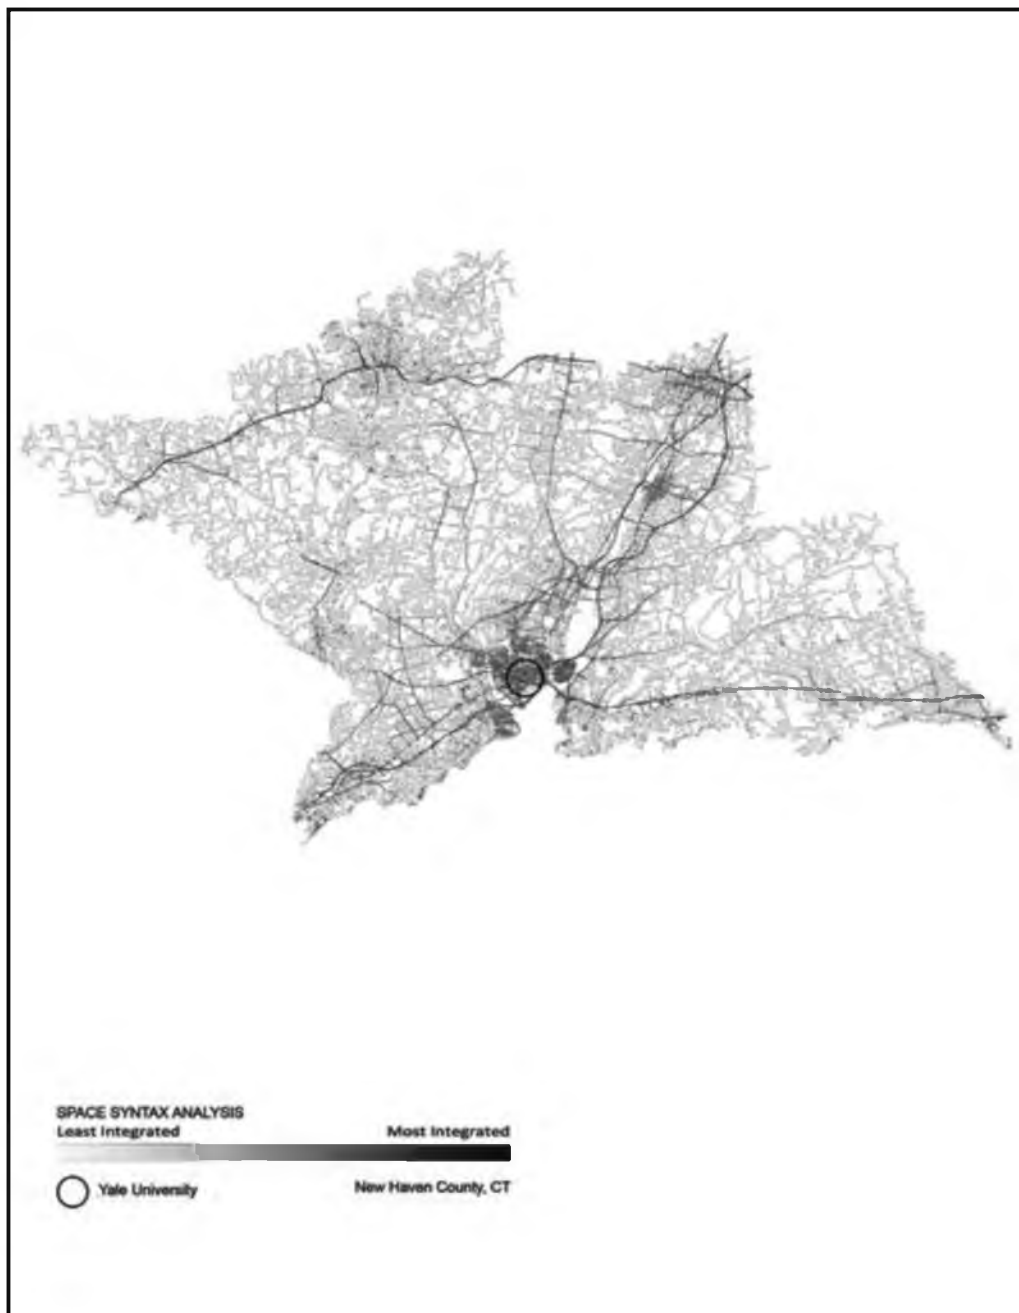 SPACE SYNTAX ANALYSIS
Least Integrated Most Integrated
Yale University New Haven County, CT